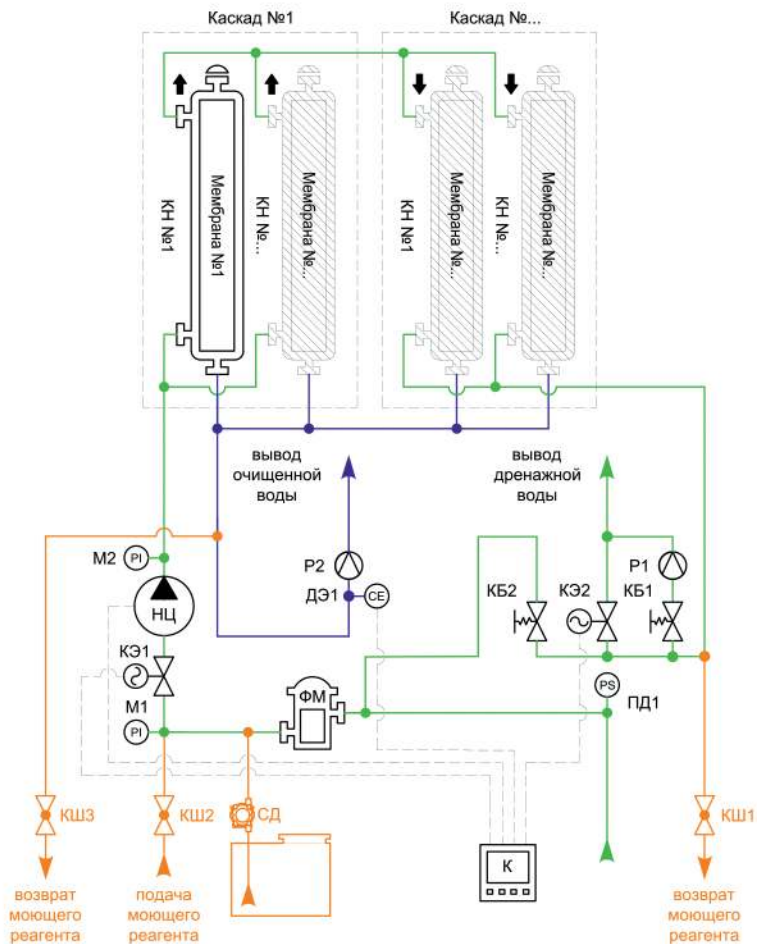 Каскад №1
Каскад №...
КН №1
Мембрана №1
КН №...
Мембрана №...
КН №1
Мембрана №...
КН №...
Мембрана №...
вывод
очищенной
воды
вывод
дренажной
воды
М2
PI
НЦ
Р2
ДЭ1
CE
КБ2
КЭ2
Р1
КБ1
КЭ1
М1
PI
ФМ
PS
ПД1
КШ3
КШ2
СД
К
КШ1
возврат
моющего
реагента
подача
моющего
реагента
возврат
моющего
реагента